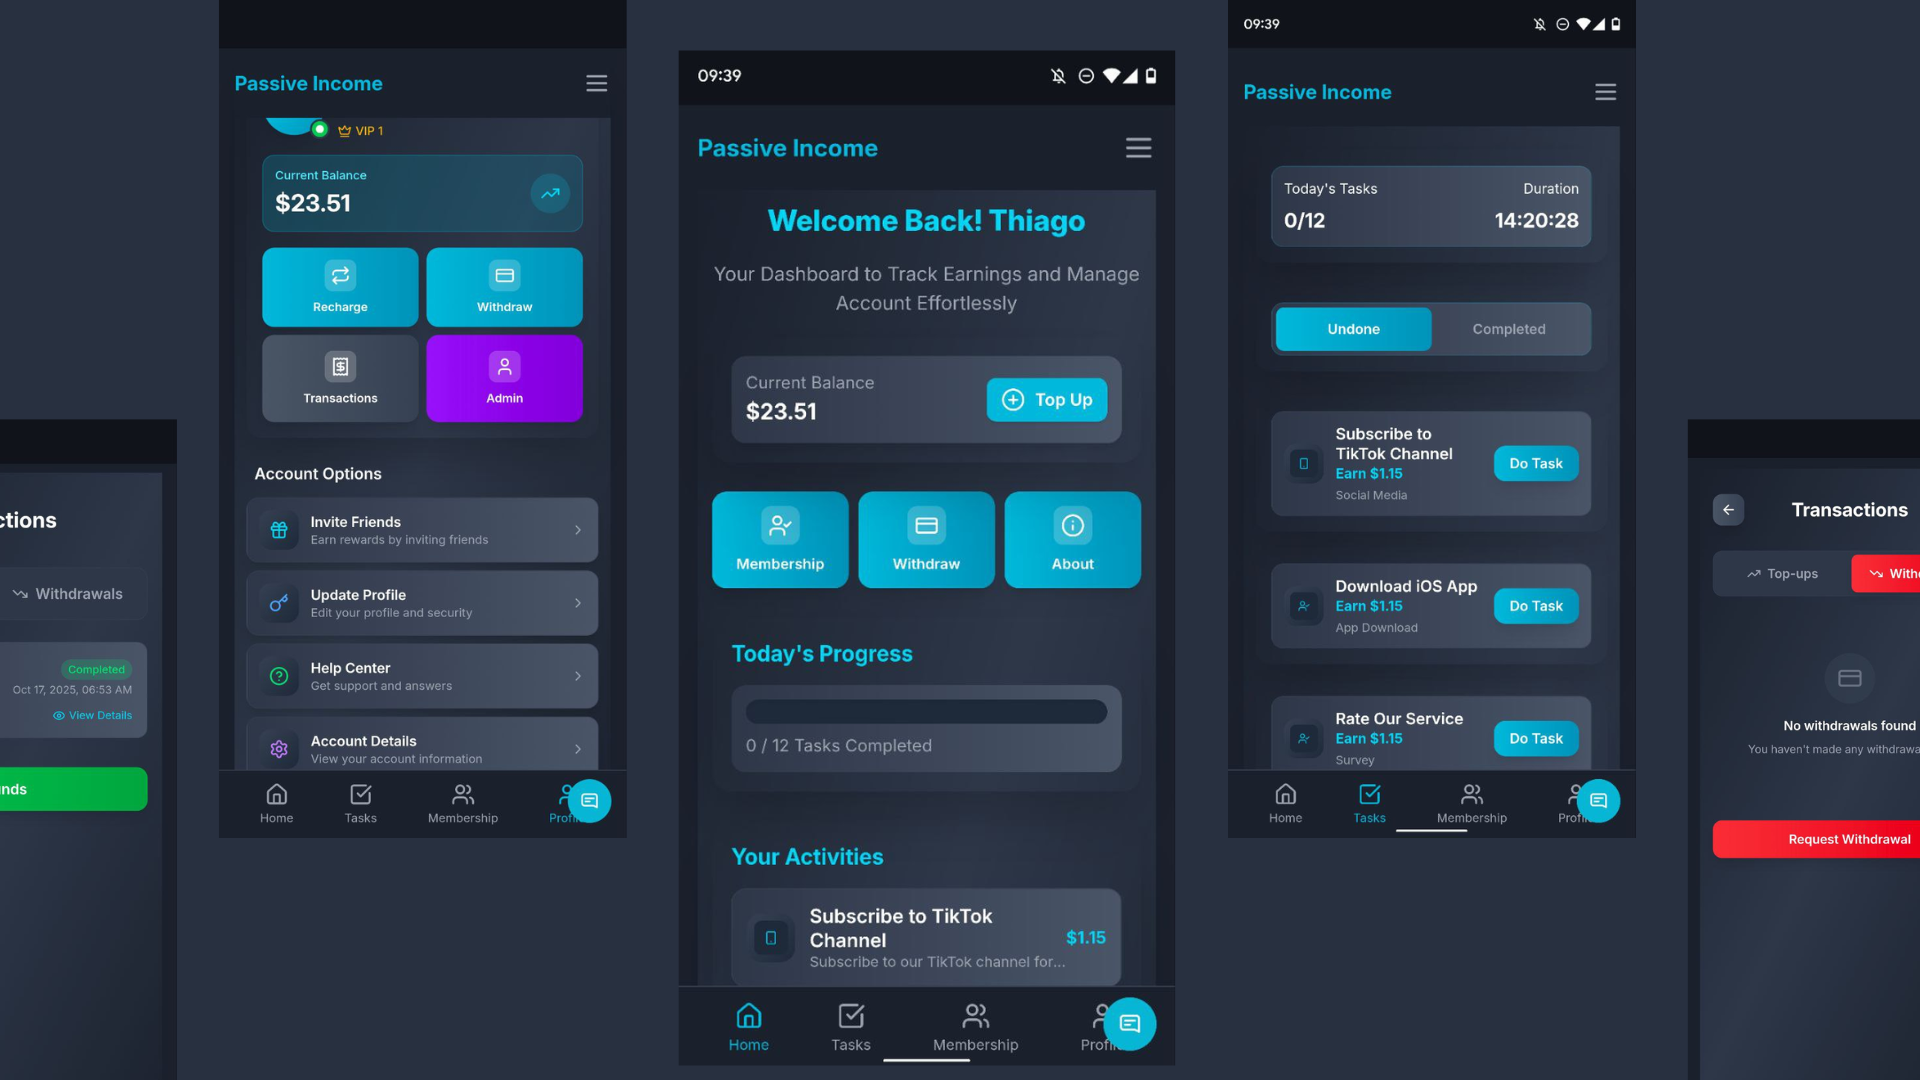 ctions
Withdrawals
Completed
Oct 17, 2025, 06:53 AM
View Details
nds
Passive Income
VIP 1
Current Balance
$23.51
Recharge
Withdraw
Transactions
Admin
Account Options
Invite Friends
Earn rewards by inviting friends
Update Profile
Edit your profile and security
Help Center
Get support and answers
Account Details
View your account information
Home
Tasks
Membership
Profi
09:39
Passive Income
Welcome Back! Thiago
Your Dashboard to Track Earnings and Manage
Account Effortlessly
Current Balance
$23.51
Top Up
Membership
Withdraw
About
Today's Progress
0 / 12 Tasks Completed
Your Activities
Subscribe to TikTok
Channel
$1.15
Subscribe to our TikTok channel for...
Home
Tasks
Membership
Profi
09:39
Passive Income
Today's Tasks
Duration
0/12
14:20:28
Undone
Completed
Subscribe to
TikTok Channel
Earn $1.15
Social Media
Do Task
Download iOS App
Earn $1.15
App Download
Do Task
Rate Our Service
Earn $1.15
Survey
Do Task
Home
Tasks
Membership
Profi
Transactions
Top-ups
With
No withdrawals found
You haven't made any withdrawa
Request Withdrawal